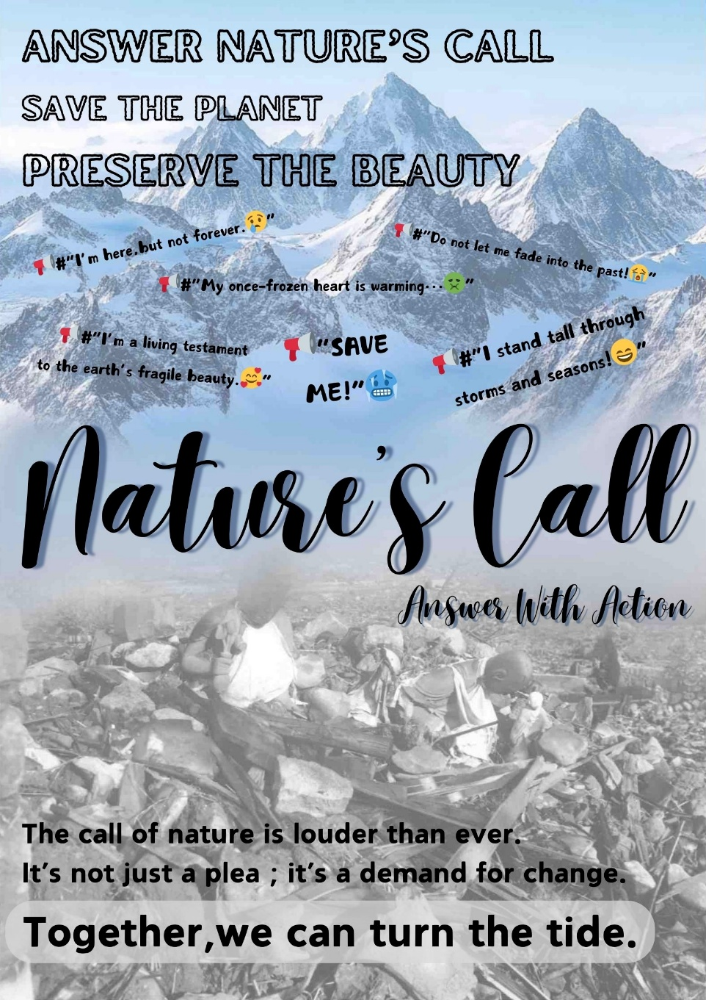 ANSWER NATURE'S CALL
SAVE THE PLANET
PRESERVE THE BEAUTY
📢#"I'm here,but not forever.😢"
📢#"Do not let me fade into the past!😭"
📢#"My once-frozen heart is warming···🤢"
📢#"I'm a living testament
to the earth's fragile beauty.🥰"
📢"SAVE
ME!"🥶
📢#"I stand tall through
storms and seasons!😄"
Nature's Call
Answer With Action
The call of nature is louder than ever.
It's not just a plea ; it's a demand for change.
Together,we can turn the tide.